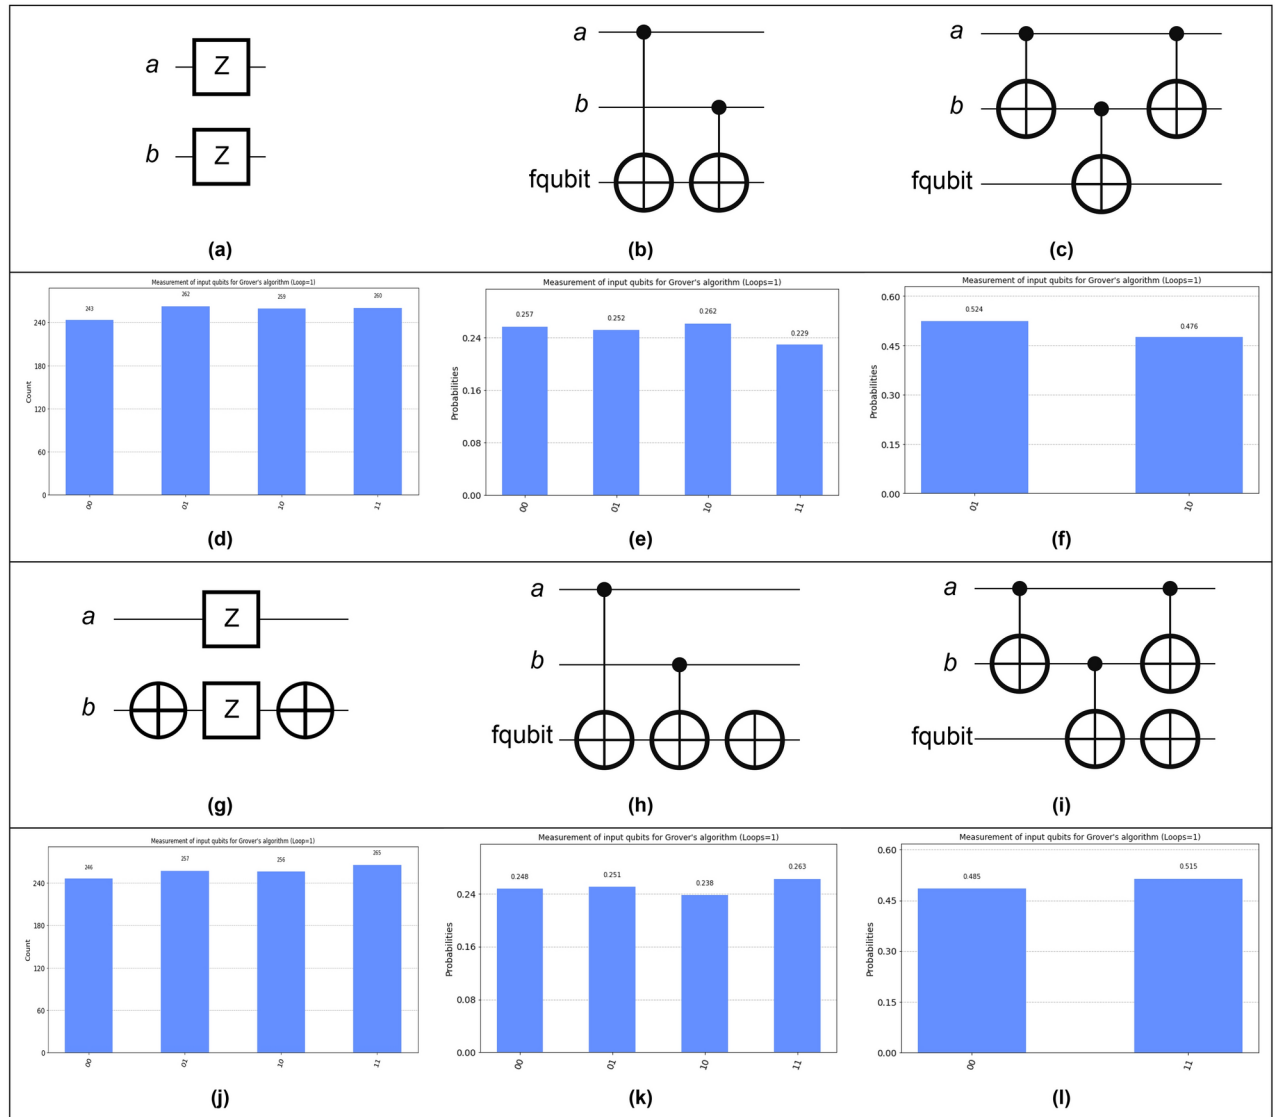 a Z
b Z
(a)
a
b
fqubit
(b)
a
b
fqubit
(c)
Measurement of input qubits for Grover's algorithm (Loop=1)
Count
240
180
120
60
0
243
262
259
260
00
01
10
11
(d)
Measurement of input qubits for Grover's algorithm (Loops=1)
Probabilities
0.24
0.16
0.08
0.00
0.257
0.252
0.262
0.229
00
01
10
11
(e)
Measurement of input qubits for Grover's algorithm (Loops=1)
Probabilities
0.60
0.45
0.30
0.15
0.00
0.524
0.476
01
10
(f)
a Z
b Z
(g)
a
b
fqubit
(h)
a
b
fqubit
(i)
Measurement of input qubits for Grover's algorithm (Loop=1)
Count
240
180
120
60
0
246
257
256
265
00
01
10
11
(j)
Measurement of input qubits for Grover's algorithm (Loops=1)
Probabilities
0.24
0.16
0.08
0.00
0.248
0.251
0.238
0.263
00
01
10
11
(k)
Measurement of input qubits for Grover's algorithm (Loops=1)
Probabilities
0.60
0.45
0.30
0.15
0.00
0.485
0.515
00
11
(l)